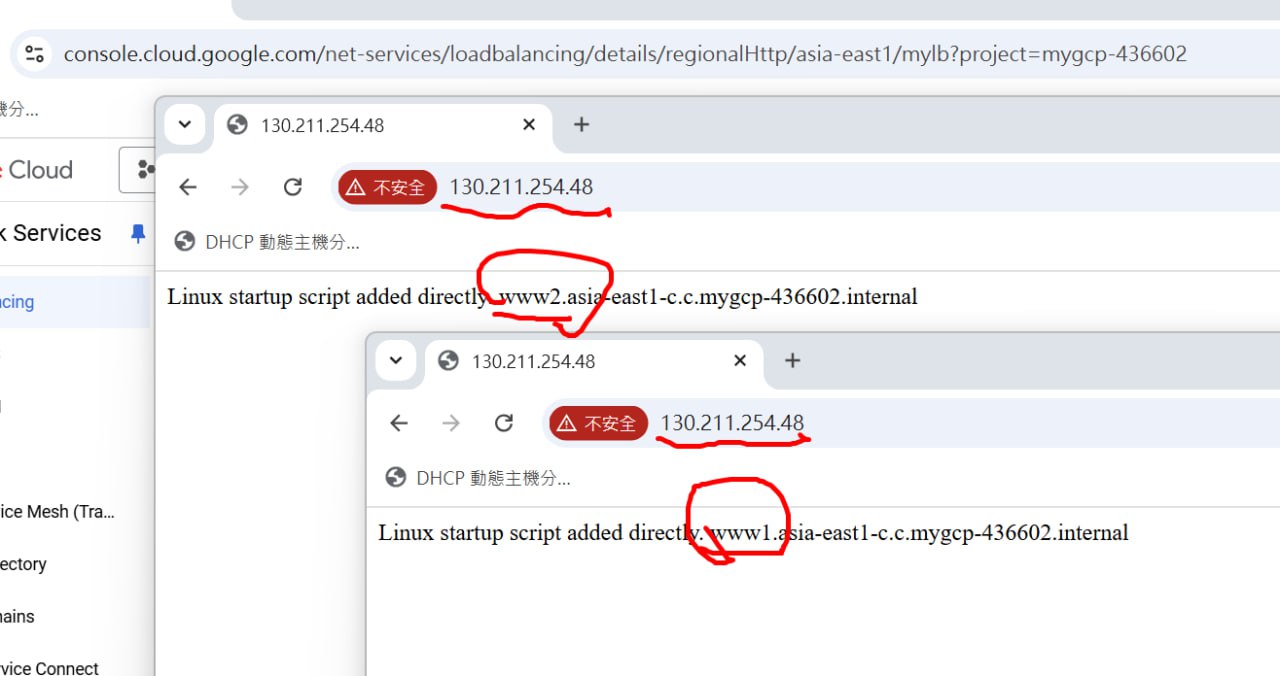 console.cloud.google.com/net-services/loadbalancing/details/regionalHttp/asia-east1/mylb?project=mygcp-436602
機分...
Cloud
k Services
ncing
ice Mesh (Tra...
ectory
nains
vice Connect
130.211.254.48
不安全 130.211.254.48
DHCP 動態主機分...
Linux startup script added directly. www2.asia-east1-c.c.mygcp-436602.internal
130.211.254.48
不安全 130.211.254.48
DHCP 動態主機分...
Linux startup script added directly. www1.asia-east1-c.c.mygcp-436602.internal